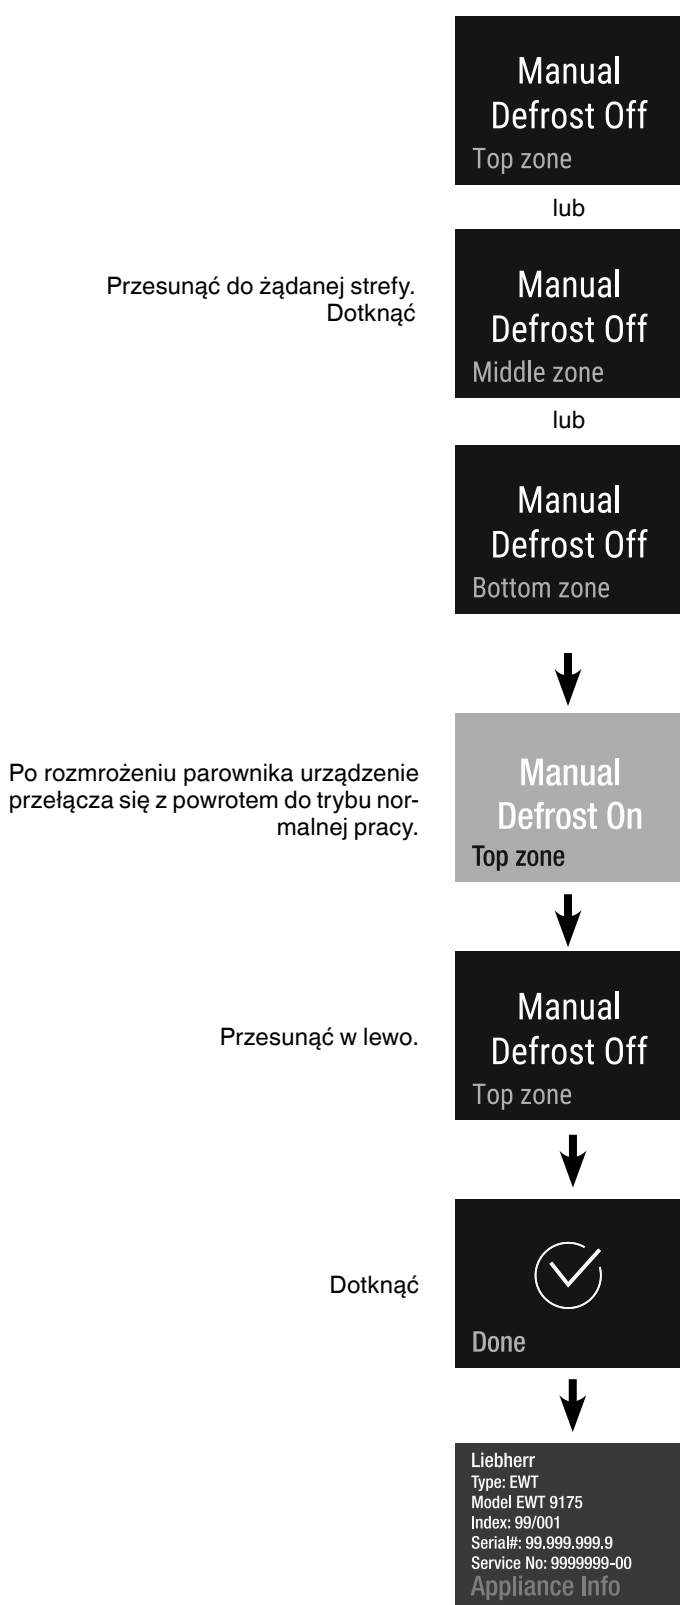 Manual
Defrost Off
Top zone
lub
Przesunąć do żądanej strefy.
Dotknąć
Manual
Defrost Off
Middle zone
lub
Manual
Defrost Off
Bottom zone
Po rozmrożeniu parownika urządzenie
przełącza się z powrotem do trybu nor-
malnej pracy.
Manual
Defrost On
Top zone
Przesunąć w lewo.
Manual
Defrost Off
Top zone
Dotknąć
Done
Liebherr
Type: EWT
Model EWT 9175
Index: 99/001
Serial#: 99.999.999.9
Service No: 9999999-00
Appliance Info